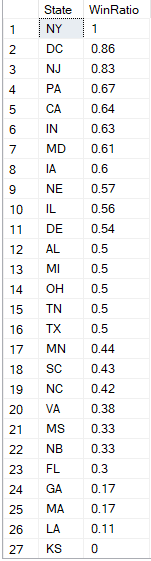 State WinRatio
1 NY 1
2 DC 0.86
3 NJ 0.83
4 PA 0.67
5 CA 0.64
6 IN 0.63
7 MD 0.61
8 IA 0.6
9 NE 0.57
10 IL 0.56
11 DE 0.54
12 AL 0.5
13 MI 0.5
14 OH 0.5
15 TN 0.5
16 TX 0.5
17 MN 0.44
18 SC 0.43
19 NC 0.42
20 VA 0.38
21 MS 0.33
22 NB 0.33
23 FL 0.3
24 GA 0.17
25 MA 0.17
26 LA 0.11
27 KS 0